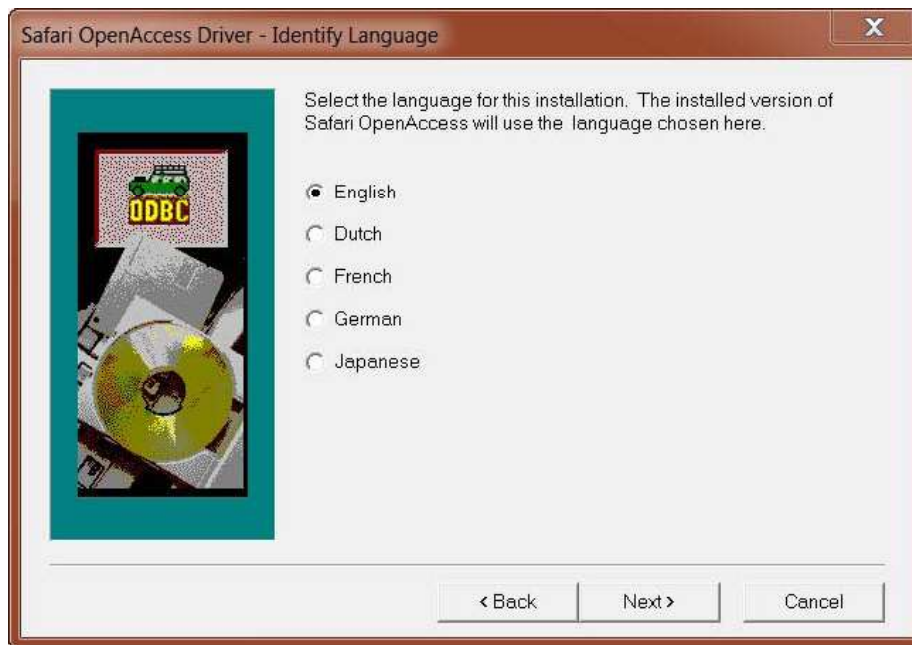 Safari OpenAccess Driver - Identify Language
X
Select the language for this installation. The installed version of
Safari OpenAccess will use the language chosen here.
ODBC
English
Dutch
French
German
Japanese
< Back
Next >
Cancel